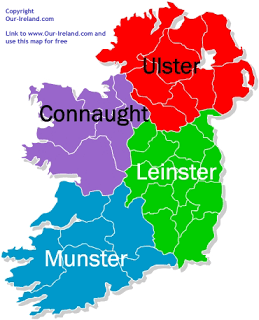 Copyright
Our-Ireland.com
Link to www.Our-Ireland.com and
use this map for free
Ulster
Connaught
Leinster
Munster